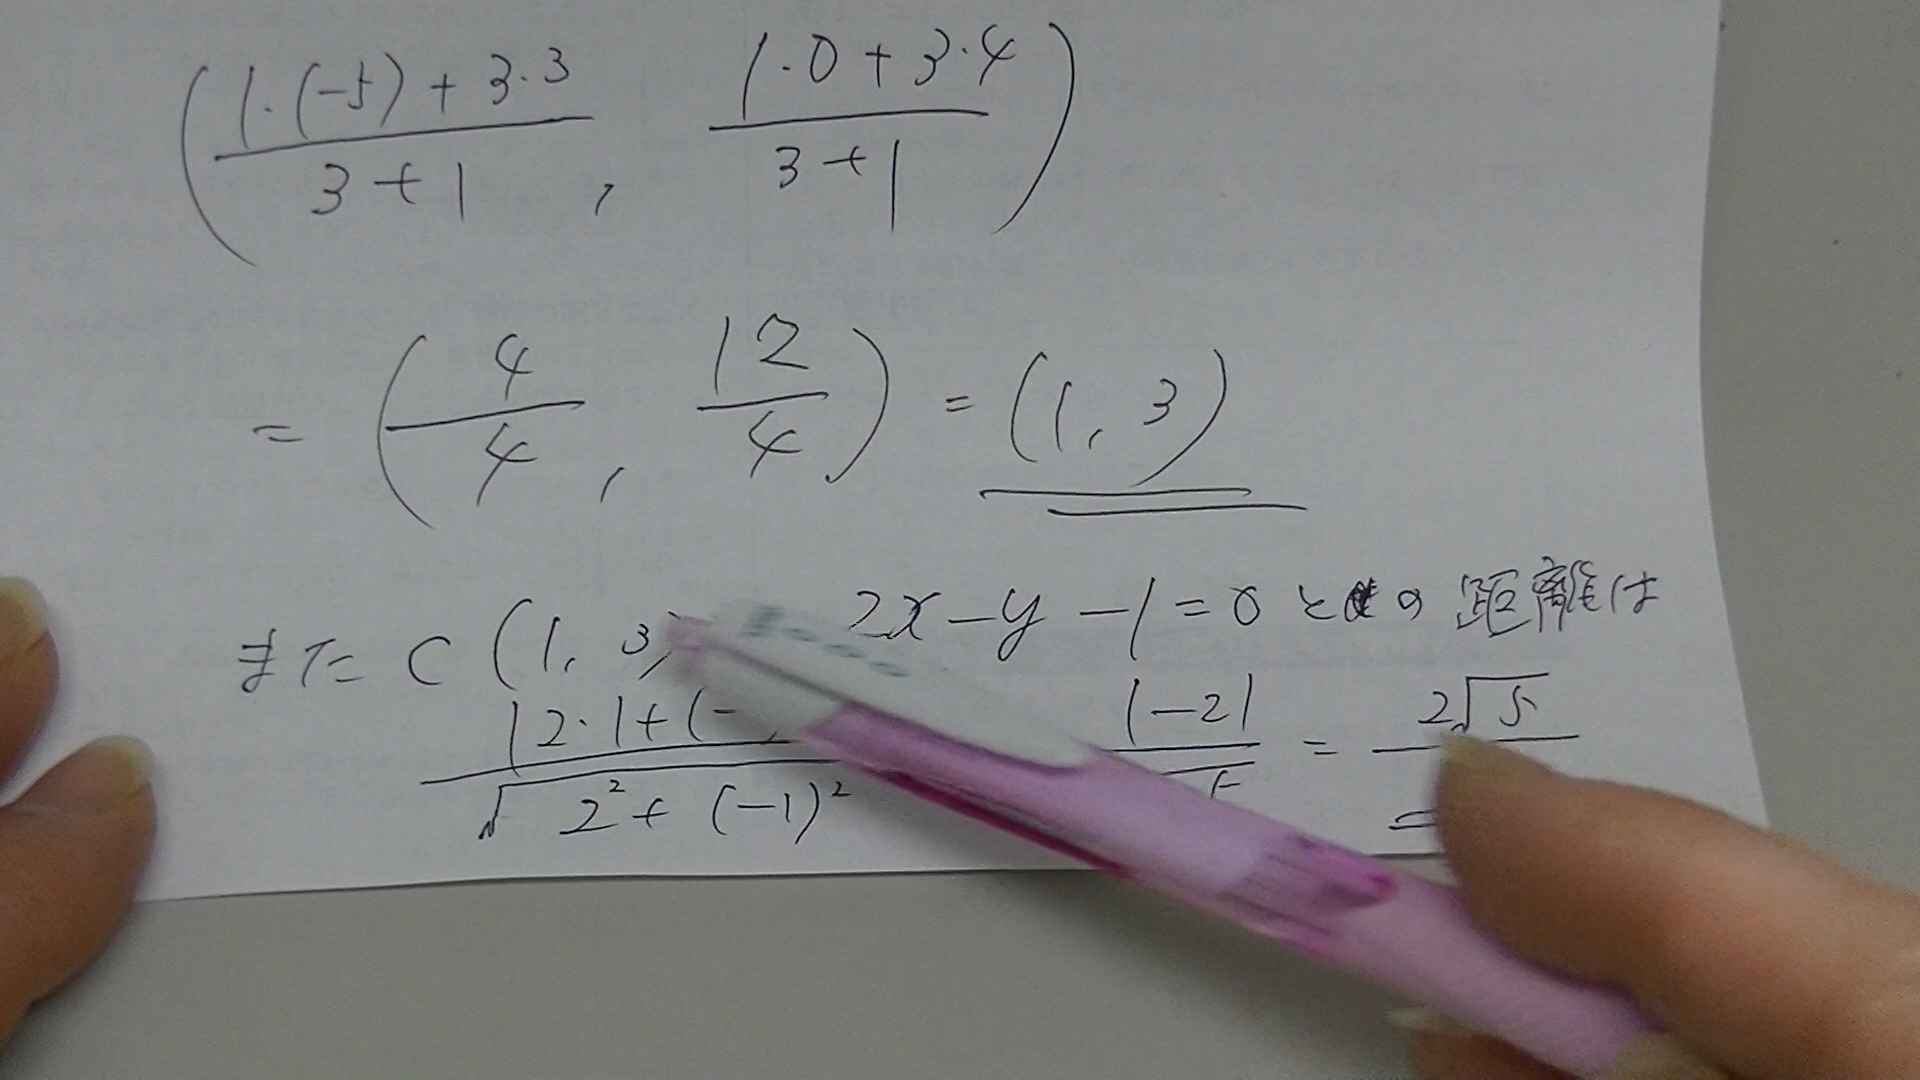 (1·(-5)+3·3 / 3+1 , 1·0+3·4 / 3+1)
= (4/4 , 12/4) = (1, 3)
また C (1, 3) 2x-y-1=0 との距離は
|2·1+(- / √2²+(-1)² |-2| = 2√5